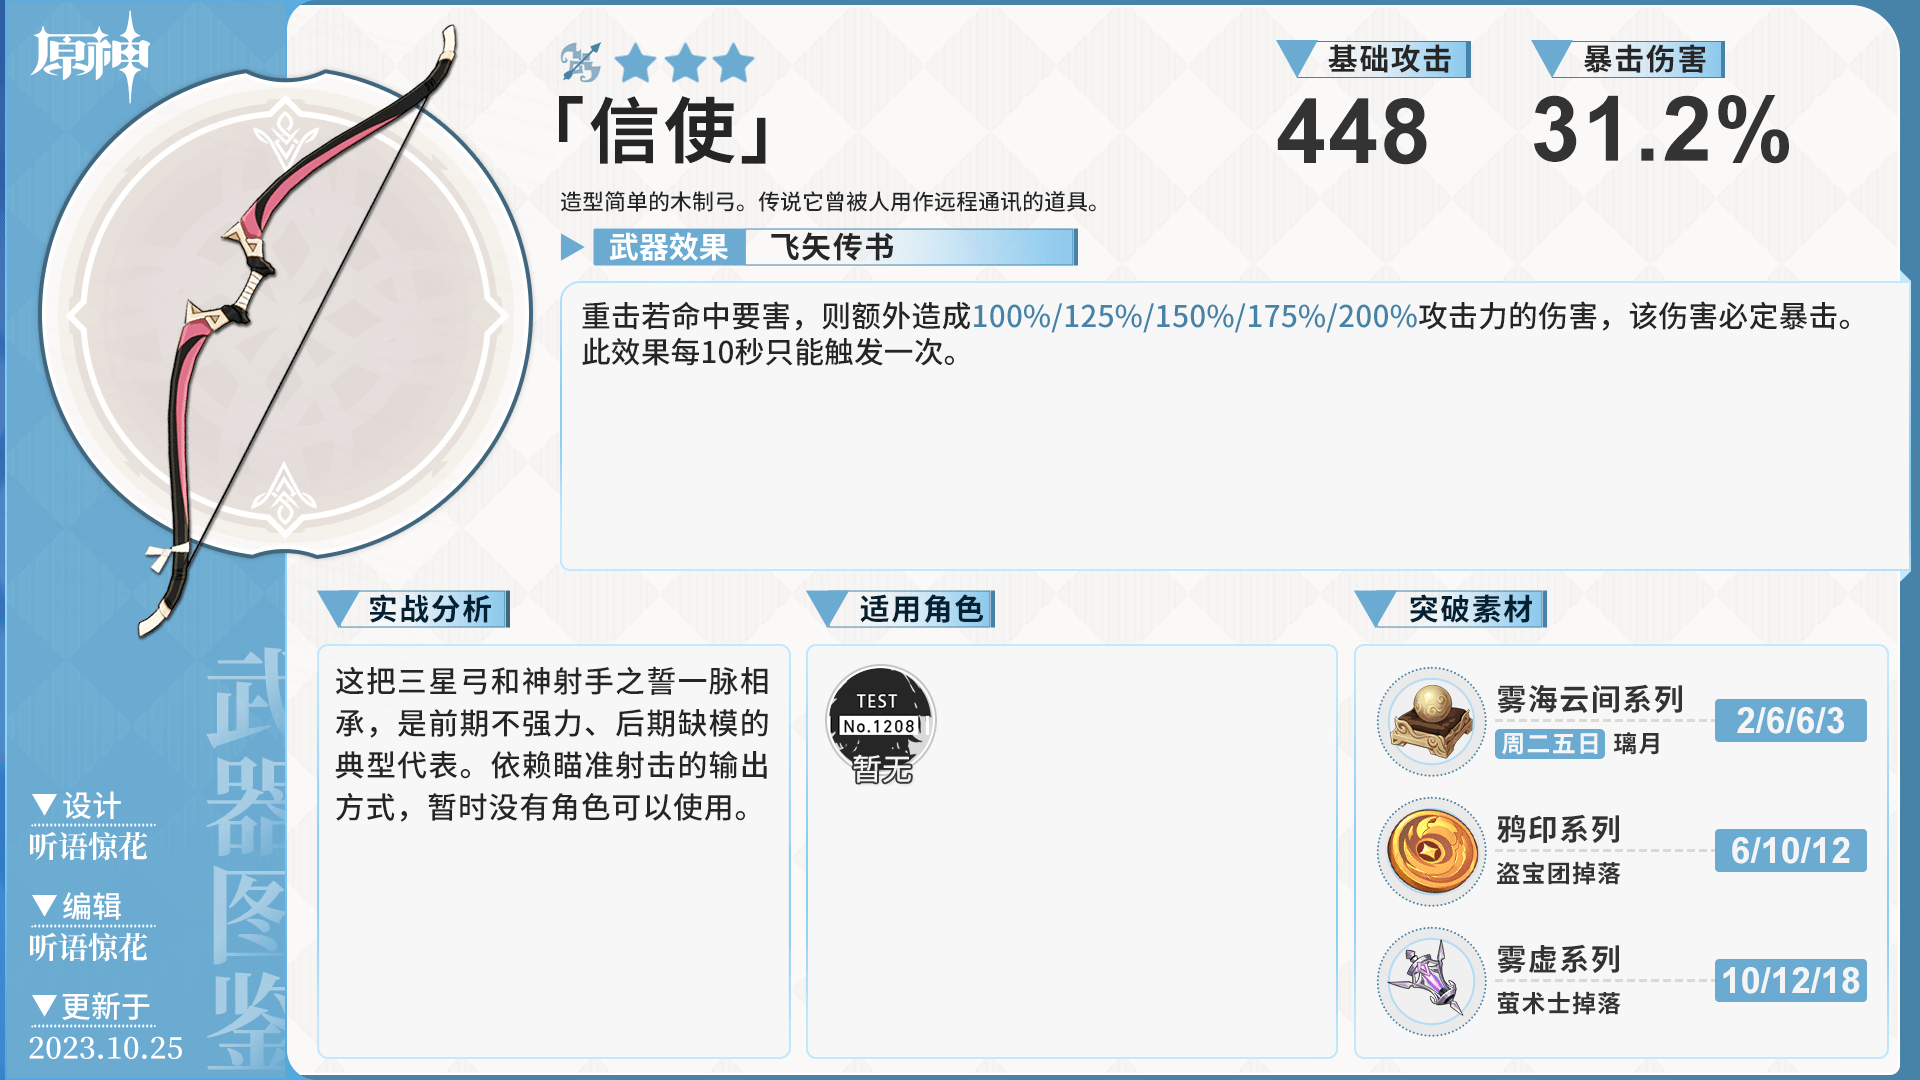 原神
「信使」
造型简单的木制弓。传说它曾被人用作远程通讯的道具。
基础攻击
448
暴击伤害
31.2%
武器效果
飞矢传书
重击若命中要害，则额外造成100%/125%/150%/175%/200%攻击力的伤害，该伤害必定暴击。
此效果每10秒只能触发一次。
实战分析
这把三星弓和神射手之誓一脉相
承，是前期不强力、后期缺模的
典型代表。依赖瞄准射击的输出
方式，暂时没有角色可以使用。
适用角色
TEST
No.1208
暂无
突破素材
雾海云间系列
周二五日 璃月
2/6/6/3
鸦印系列
盗宝团掉落
6/10/12
雾虚系列
萤术士掉落
10/12/18
武器图鉴
▼设计
听语惊花
▼编辑
听语惊花
▼更新于
2023.10.25